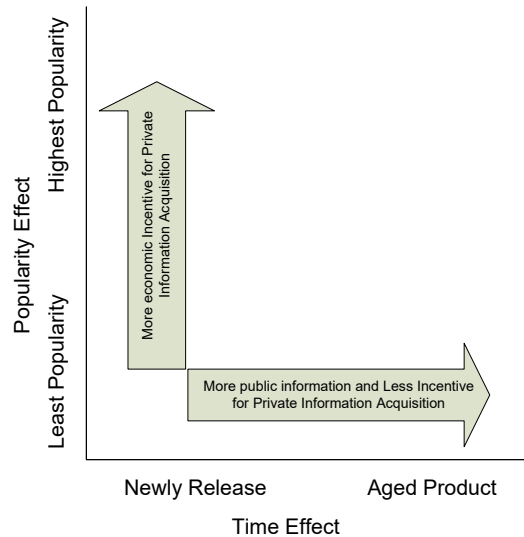 Popularity Effect
Highest Popularity
Least Popularity
More economic Incentive for Private
Information Acquisition
More public information and Less Incentive
for Private Information Acquisition
Newly Release
Aged Product
Time Effect